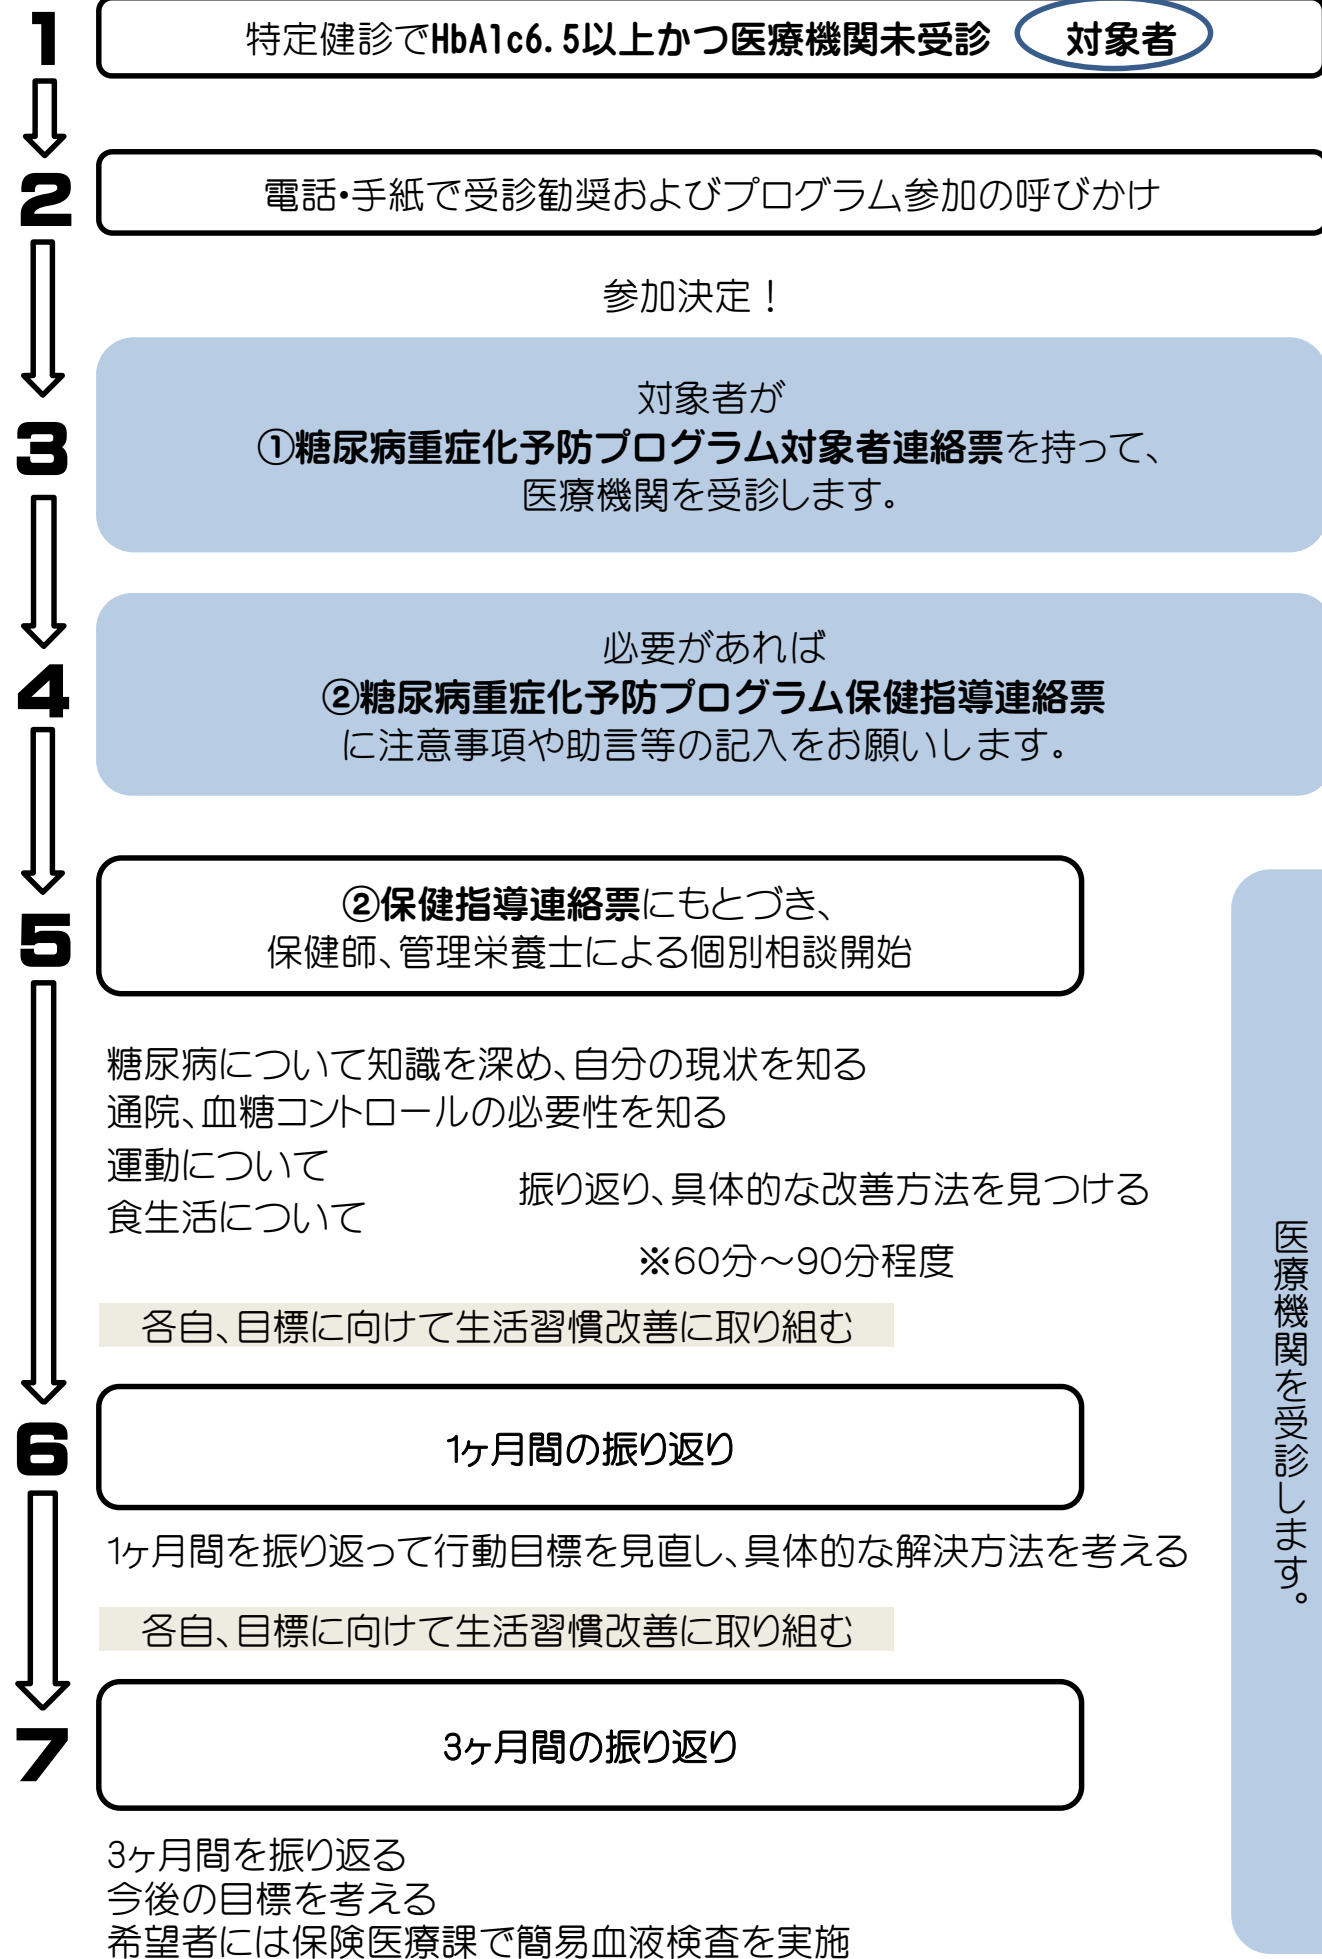 1
特定健診でHbA1c6.5以上かつ医療機関未受診 対象者
2
電話・手紙で受診勧奨およびプログラム参加の呼びかけ
参加決定！
3
対象者が
①糖尿病重症化予防プログラム対象者連絡票を持って、
医療機関を受診します。
4
必要があれば
②糖尿病重症化予防プログラム保健指導連絡票
に注意事項や助言等の記入をお願いします。
5
②保健指導連絡票にもとづき、
保健師、管理栄養士による個別相談開始
糖尿病について知識を深め、自分の現状を知る
通院、血糖コントロールの必要性を知る
運動について
食生活について
振り返り、具体的な改善方法を見つける
※60分～90分程度
各自、目標に向けて生活習慣改善に取り組む
6
1ヶ月間の振り返り
1ヶ月間を振り返って行動目標を見直し、具体的な解決方法を考える
各自、目標に向けて生活習慣改善に取り組む
7
3ヶ月間の振り返り
3ヶ月間を振り返る
今後の目標を考える
希望者には保険医療課で簡易血液検査を実施
医療機関を受診します。